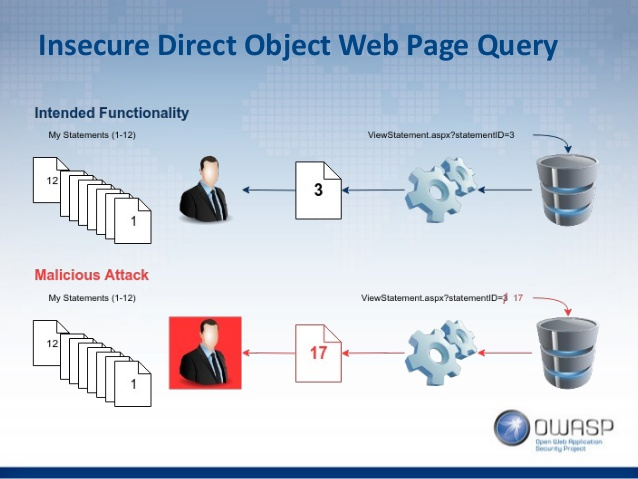 Insecure Direct Object Web Page Query
Intended Functionality
My Statements (1-12)
ViewStatement.aspx?statementID=3
12
1
3
Malicious Attack
My Statements (1-12)
ViewStatement.aspx?statementID=3 17
12
1
17
OWASP
Open Web Application
Security Project